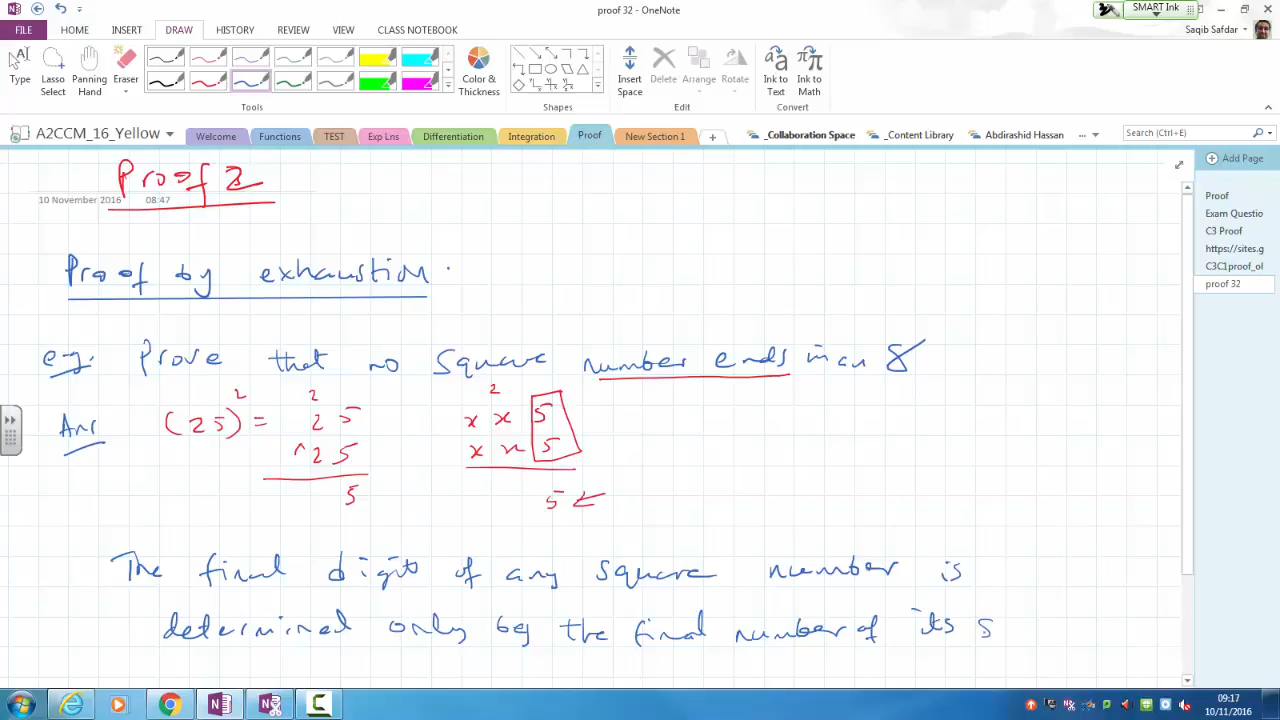 proof 32 - OneNote
SMART Ink
FILE HOME INSERT DRAW HISTORY REVIEW VIEW CLASS NOTEBOOK
Saqib Safdar
Type Lasso Select Panning Hand Eraser Color & Thickness Insert Space Delete Arrange Rotate Ink to Text Ink to Math
Tools Shapes Edit Convert
A2CCM_16_Yellow Welcome Functions TEST Exp Lns Differentiation Integration Proof New Section 1 _Collaboration Space _Content Library Abdirashid Hassan ... Search (Ctrl+E)
Add Page
Proof
Exam Questio
C3 Proof
https://sites.g
C3C1proof_ol
proof 32
Proof 2
10 November 2016 08:47
Proof by exhaustion.
e.g. Prove that no square number ends in an 8
Ans (25)² = 2 x x 5
25 x x 5
25
5 5
The final digit of any square number is
determined only by the final number of its s
09:17
10/11/2016